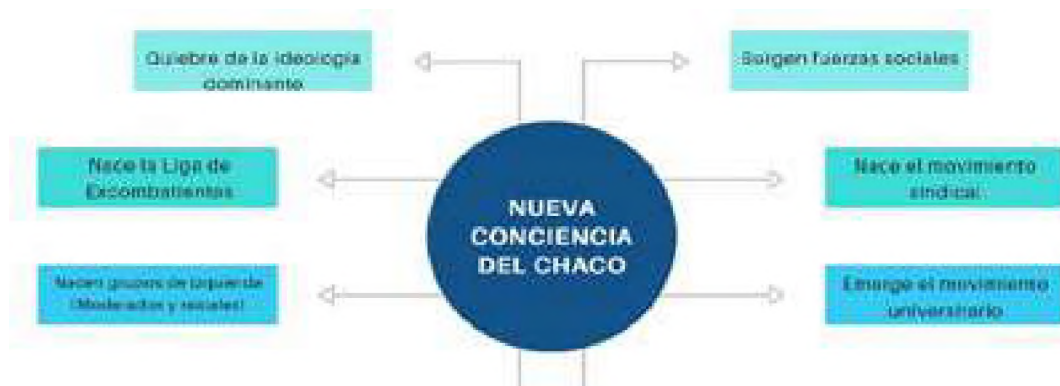 Quiebre de la ideología
dominante
Surgen fuerzas sociales
Nace la Liga de
Excombatientes
Nace el movimiento
sindical
NUEVA
CONCIENCIA
DEL CHACO
Nacen grupos de izquierda
(Moderados y
Emerge el movimiento
universitario